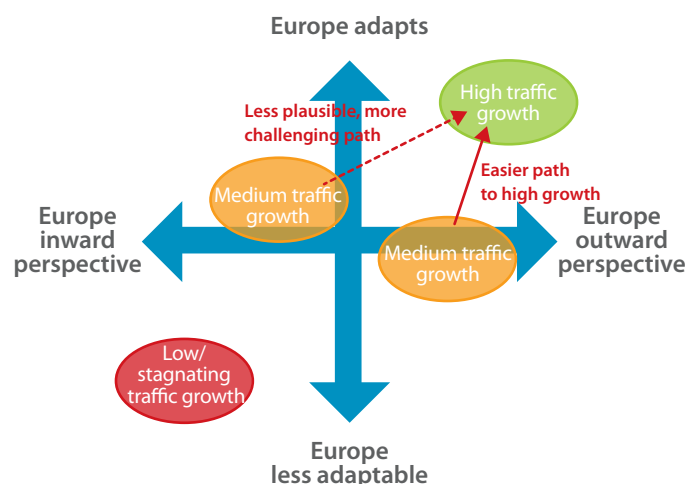 Europe adapts
High traffic
growth
Less plausible, more
challenging path
Easier path
to high growth
Medium traffic
growth
Europe
inward
perspective
Medium traffic
growth
Europe
outward
perspective
Low/
stagnating
traffic growth
Europe
less adaptable